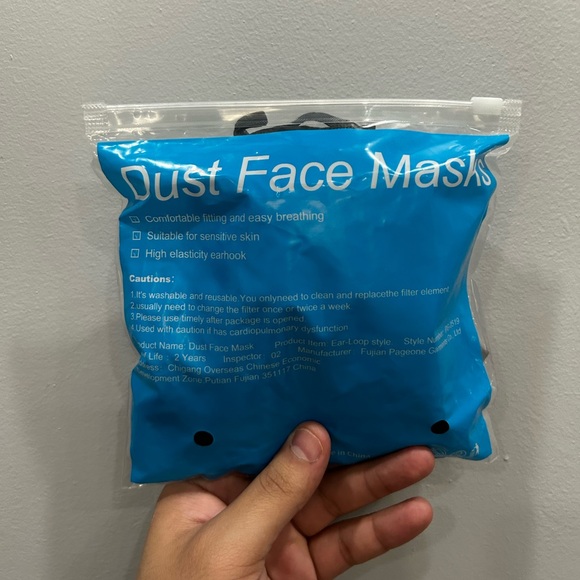 Dust Face Masks
Comfortable fitting and easy breathing
Suitable for sensitive skin
High elasticity earhook
Cautions:
1.It's washable and reusable.You onlyneed to clean and replacethe filter element
2.usually need to change the filter once or twice a week
3.Please use timely after package is opened
4.Used with caution if has cardiopulmonary dysfunction
Product Name: Dust Face Mask Product Item: Ear-Loop style Style
of Life : 2 Years Inspector : 02 Manufacturer : Fujian Pageone Co. Ltd
Chigang Overseas Chinese Economic
Development Zone Putian Fujian 351117 China